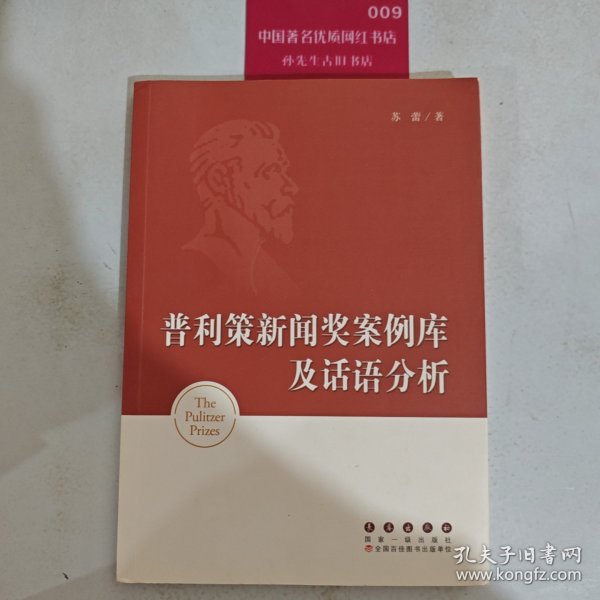 009
中国著名优质网红书店
孙先生古旧书店
苏 蕾/著
普利策新闻奖案例库
及话语分析
The
Pulitzer
Prizes
长春出版社
国家一级出版社
全国百佳图书出版单位
孔夫子旧书网
www.kongfz.com